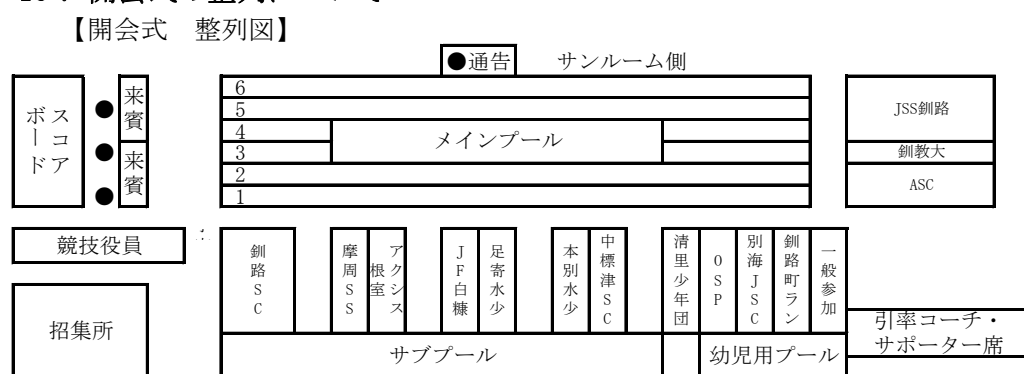 【開会式　整列図】
●通告　サンルーム側
スコアボード
来賓
来賓
6
5
4
3
2
1
メインプール
JSS釧路
釧教大
ASC
競技役員
招集所
釧路SC
摩周SS
アクシス根室
JF白糠
足寄水少
本別水少
中標津SC
清里少年団
OSP
別海JSC
釧路町ラン
一般参加
サブプール
幼児用プール
引率コーチ・
サポーター席